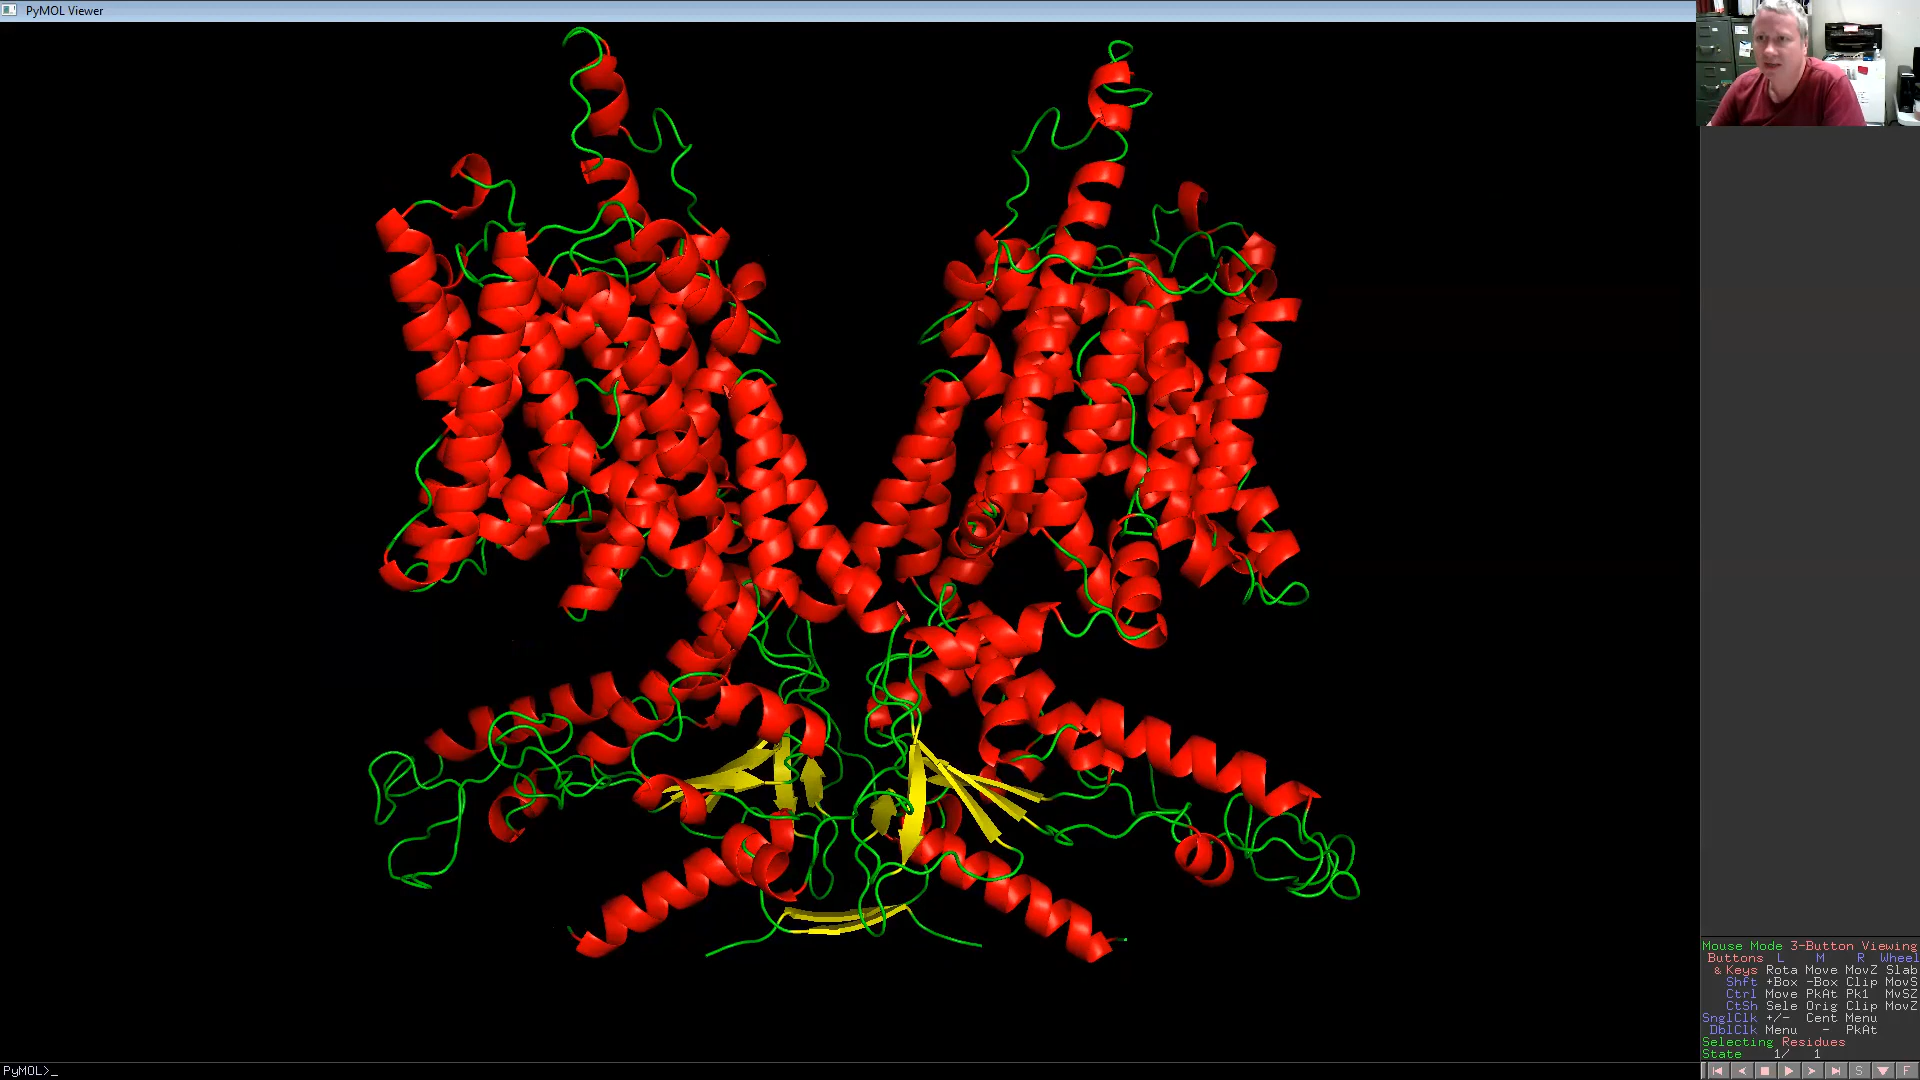 PyMOL Viewer
Mouse Mode 3-Button Viewing
Buttons L M R Wheel
& Keys Rota Move MovZ Slab
Shft +Box -Box Clip MovS
Ctrl Move PkAt Pk1 MvSZ
CtSh Sele Orig Clip MovZ
SnglClk +/- Cent Menu
DblClk Menu - PkAt
Selecting Residues
State 1/ 1
PyMOL>_
S F